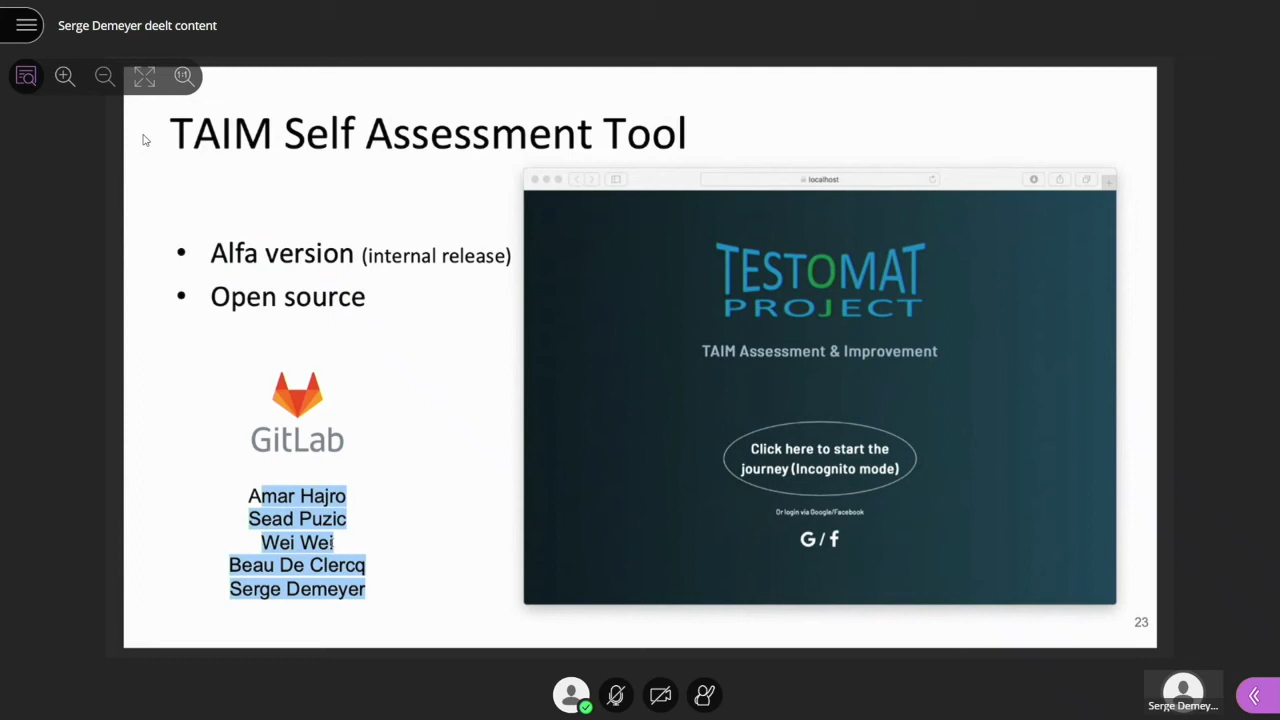 Serge Demeyer deelt content
1:1
TAIM Self Assessment Tool
• Alfa version (internal release)
• Open source
localhost
TESTOMAT
PROJECT
TAIM Assessment & Improvement
Click here to start the
journey (Incognito mode)
Or login via Google/Facebook
G / f
GitLab
Amar Hajro
Sead Puzic
Wei Wei
Beau De Clercq
Serge Demeyer
23
Serge Demey...